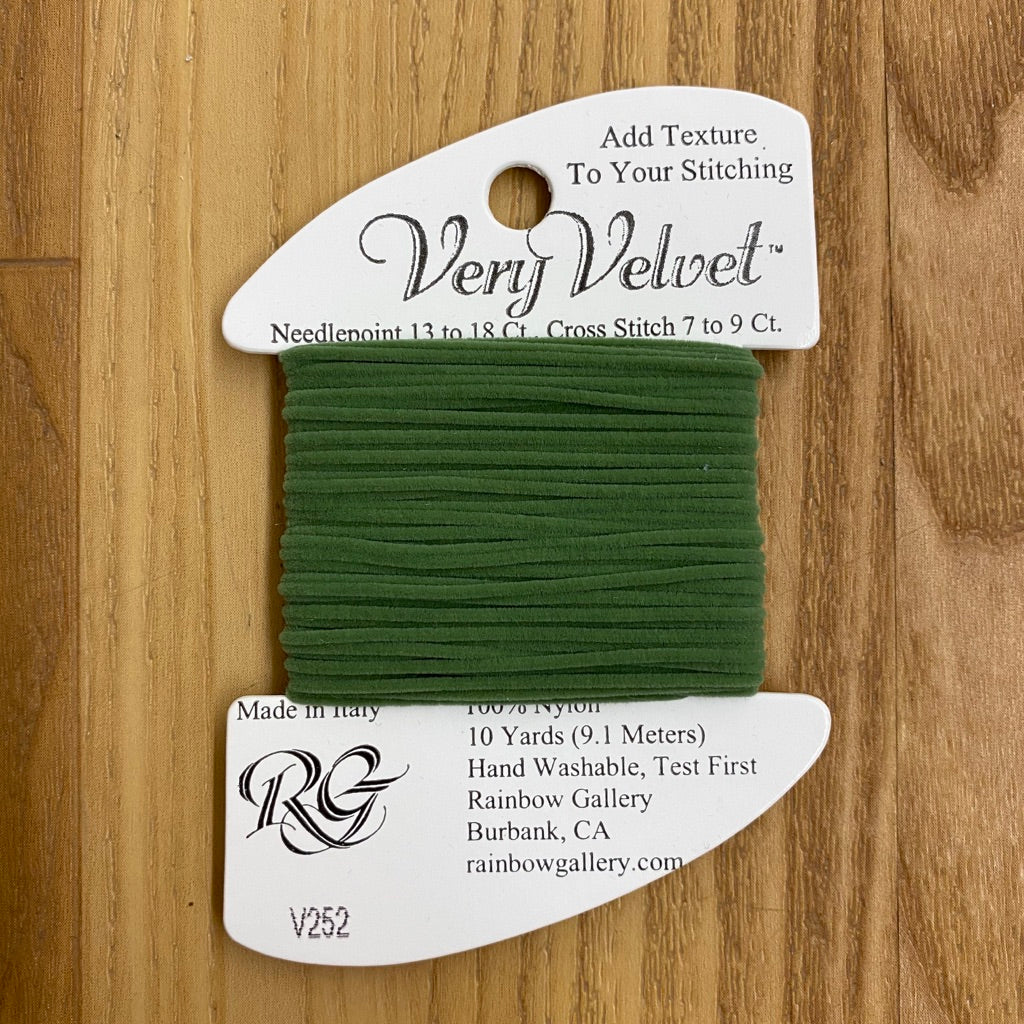 Add Texture
To Your Stitching
Very Velvet™
Needlepoint 13 to 18 Ct., Cross Stitch 7 to 9 Ct.
Made in Italy
100% Nylon
10 Yards (9.1 Meters)
Hand Washable, Test First
Rainbow Gallery
Burbank, CA
rainbowgallery.com
RG
V252